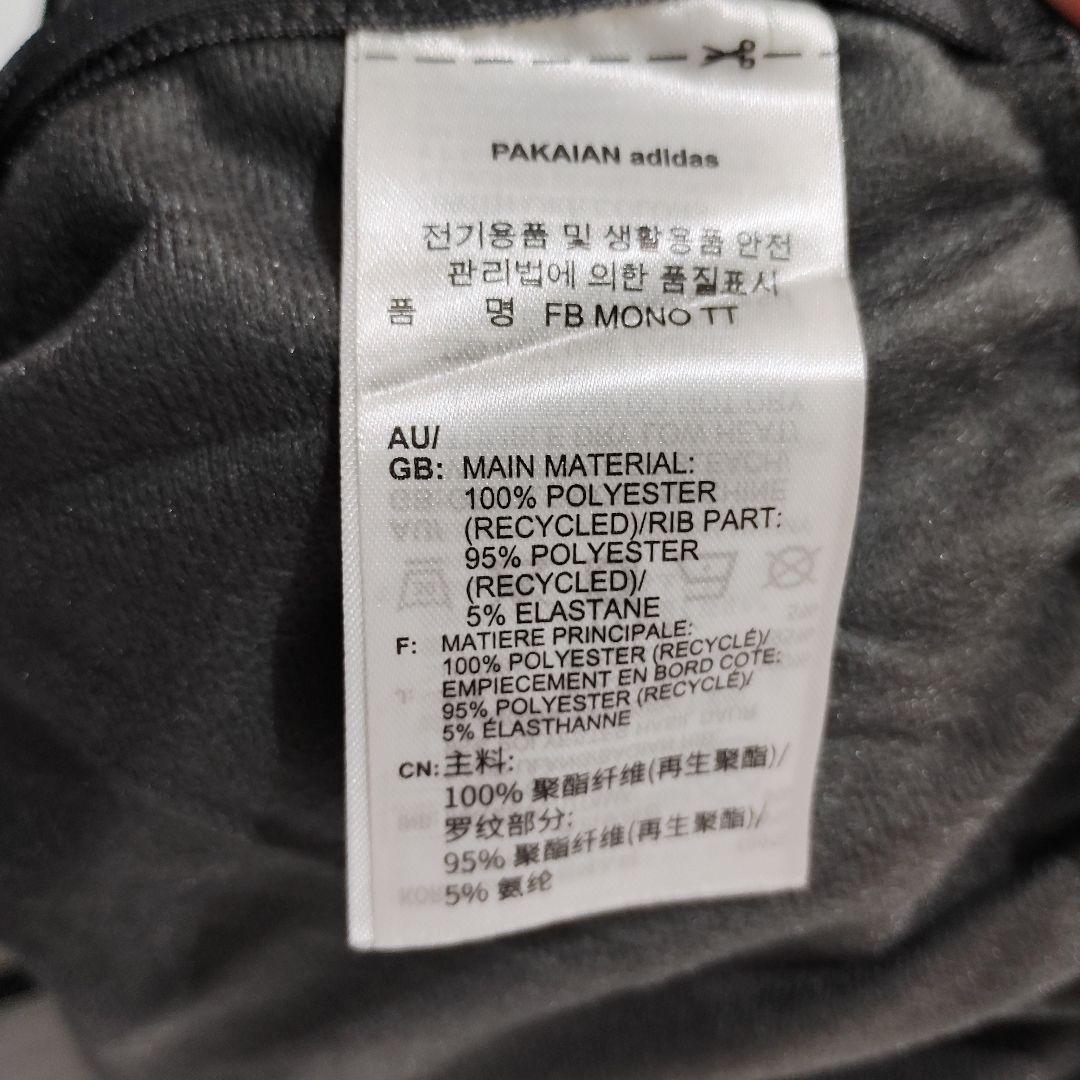 PAKAIAN adidas
전기용품 및 생활용품 안전
관리법에 의한 품질표시
품 명 FB MONO TT
AU/
GB: MAIN MATERIAL:
100% POLYESTER
(RECYCLED)/RIB PART:
95% POLYESTER
(RECYCLED)/
5% ELASTANE
F: MATIERE PRINCIPALE:
100% POLYESTER (RECYCLÉ)/
EMPIECEMENT EN BORD COTE:
95% POLYESTER (RECYCLÉ)/
5% ÉLASTHANNE
CN: 主料:
100% 聚酯纤维(再生聚酯)/
罗纹部分:
95% 聚酯纤维(再生聚酯)/
5% 氨纶